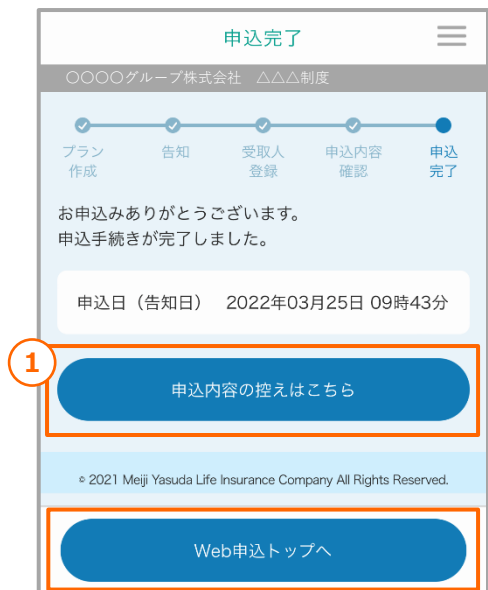 申込完了
○○○○グループ株式会社 △△△制度
プラン作成 告知 受取人登録 申込内容確認 申込完了
お申込みありがとうございます。
申込手続きが完了しました。
申込日（告知日） 2022年03月25日 09時43分
1
申込内容の控えはこちら
© 2021 Meiji Yasuda Life Insurance Company All Rights Reserved.
Web申込トップへ